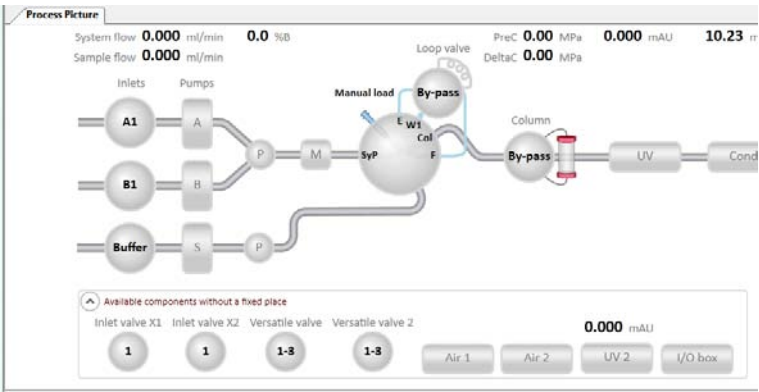 Process Picture
System flow 0.000 ml/min 0.0 %B PreC 0.00 MPa 0.000 mAU 10.23 m
Sample flow 0.000 ml/min Loop valve DeltaC 0.00 MPa
Inlets Pumps Manual load By-pass Column
A1 A E W1 Col
P M SyP F By-pass UV Cond
B1 B
Buffer S P
Available components without a fixed place
Inlet valve X1 Inlet valve X2 Versatile valve Versatile valve 2 0.000 mAU
1 1 1-3 1-3 Air 1 Air 2 UV 2 I/O box